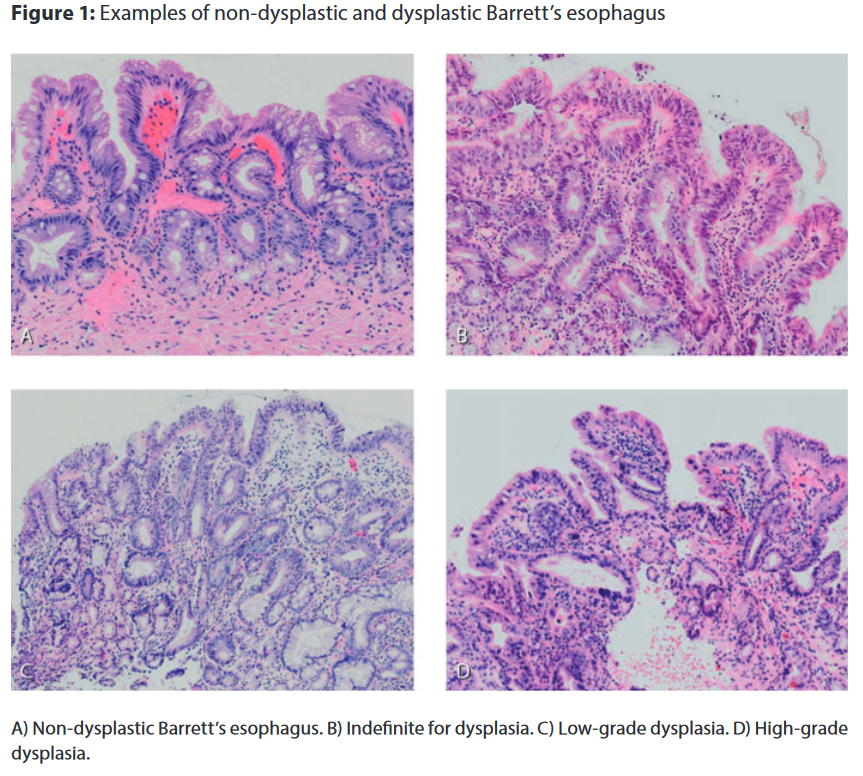 Figure 1: Examples of non-dysplastic and dysplastic Barrett’s esophagus
A
B
C
D
A) Non-dysplastic Barrett’s esophagus. B) Indefinite for dysplasia. C) Low-grade dysplasia. D) High-grade
dysplasia.